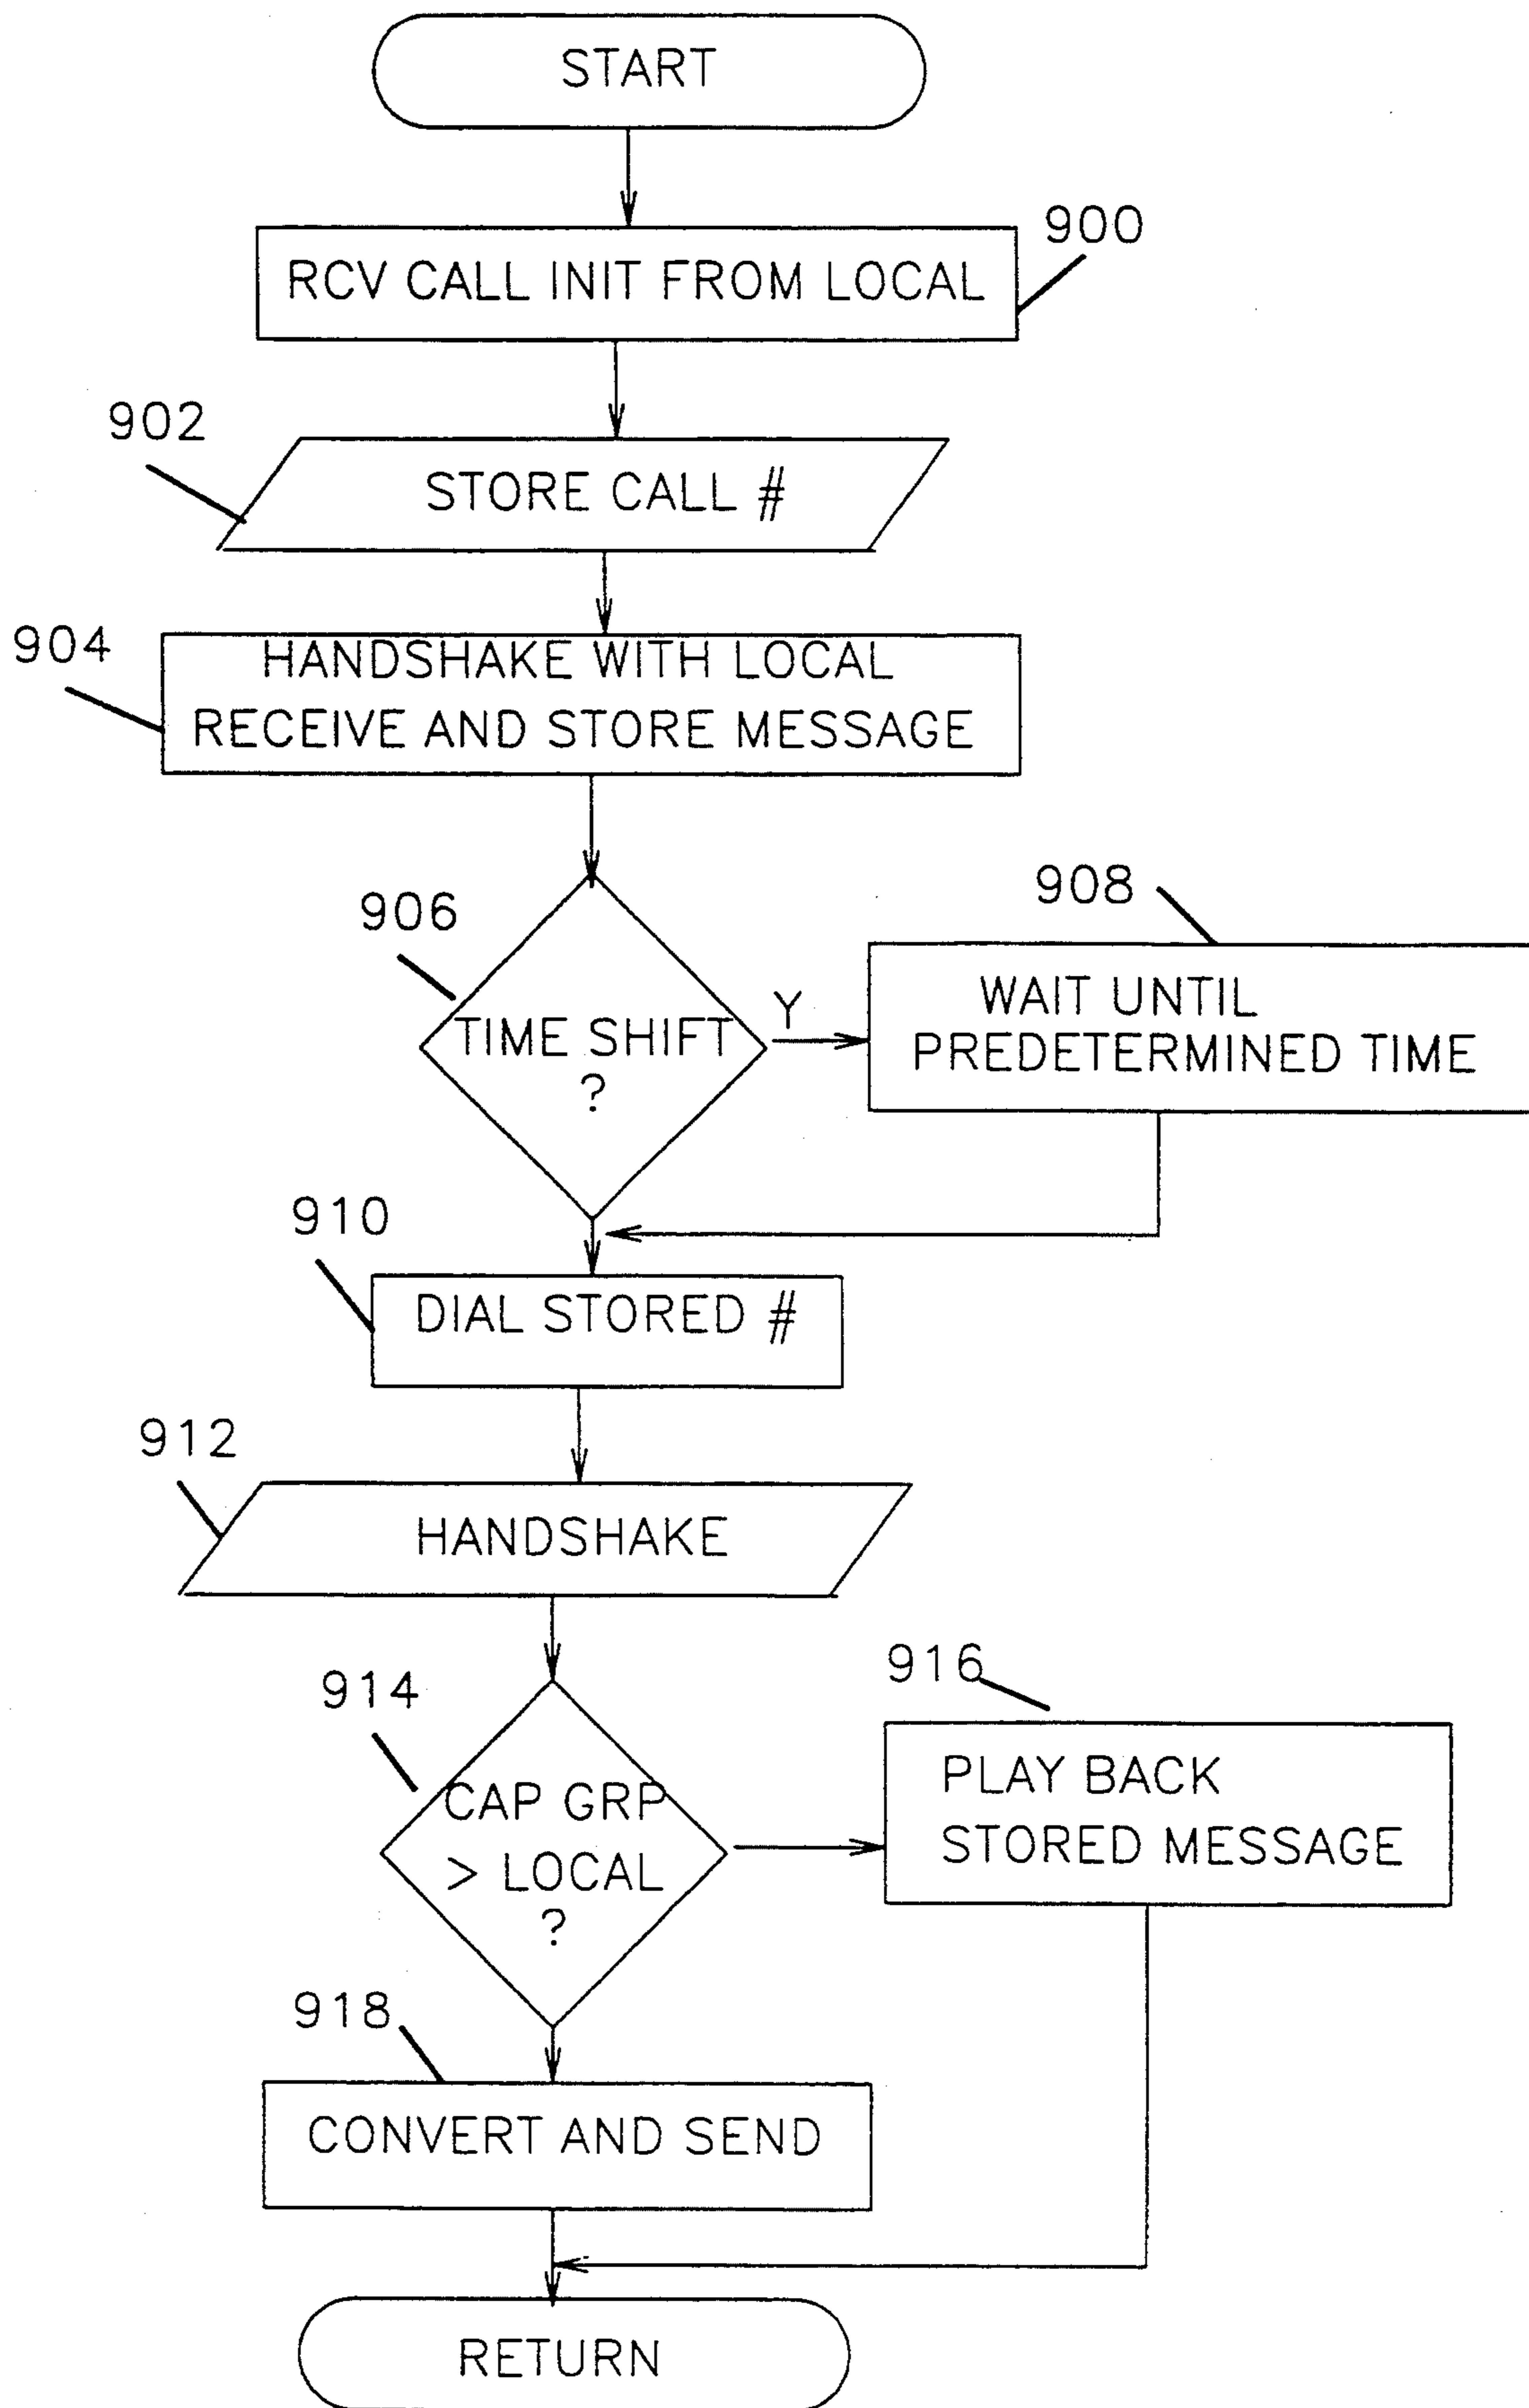 START
900
RCV CALL INIT FROM LOCAL
902
STORE CALL #
904
HANDSHAKE WITH LOCAL
RECEIVE AND STORE MESSAGE
906
908
TIME SHIFT
?
Y
WAIT UNTIL
PREDETERMINED TIME
910
DIAL STORED #
912
HANDSHAKE
914
916
CAP GRP
> LOCAL
?
PLAY BACK
STORED MESSAGE
918
CONVERT AND SEND
RETURN